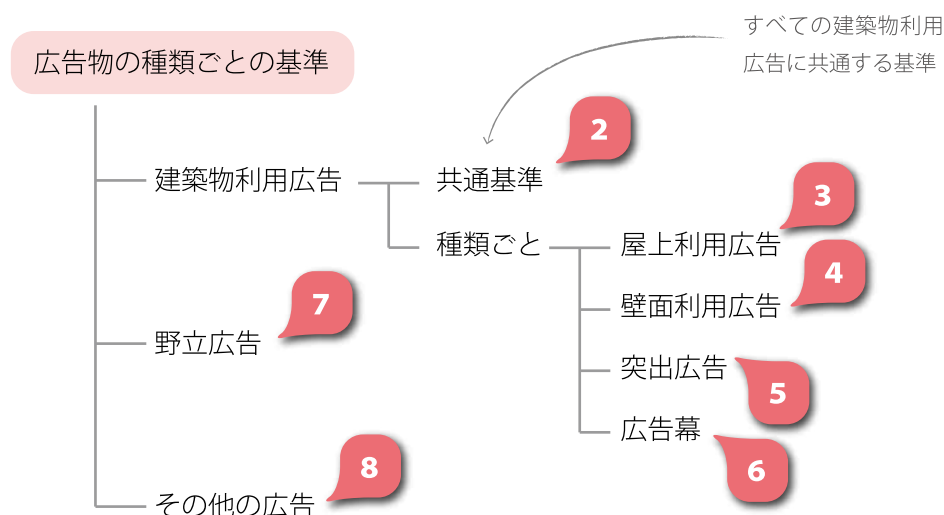 すべての建築物利用
広告に共通する基準
広告物の種類ごとの基準
2
建築物利用広告
共通基準
3
種類ごと
屋上利用広告
4
7
壁面利用広告
野立広告
突出広告
5
広告幕
8
6
その他の広告